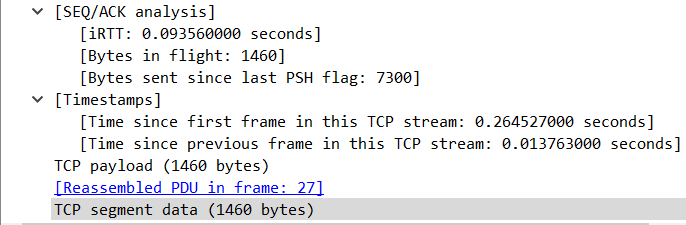 [SEQ/ACK analysis]
[iRTT: 0.093560000 seconds]
[Bytes in flight: 1460]
[Bytes sent since last PSH flag: 7300]
[Timestamps]
[Time since first frame in this TCP stream: 0.264527000 seconds]
[Time since previous frame in this TCP stream: 0.013763000 seconds]
TCP payload (1460 bytes)
[Reassembled PDU in frame: 27]
TCP segment data (1460 bytes)